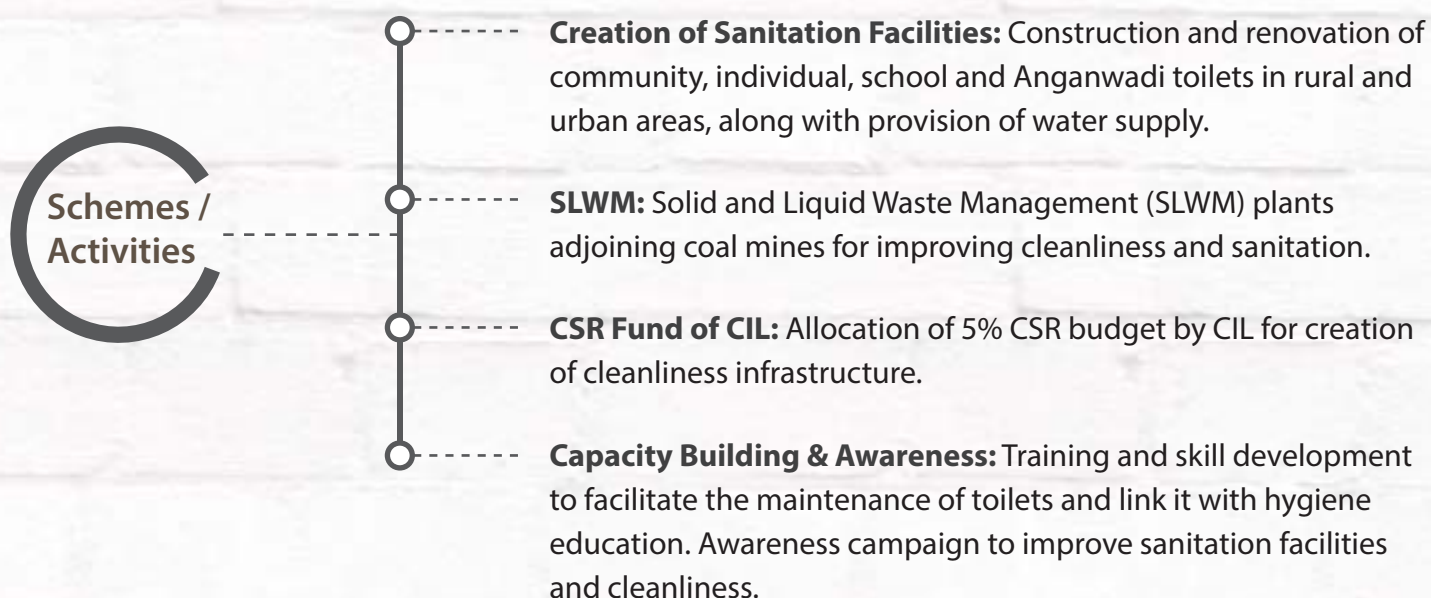 Schemes /
Activities
Creation of Sanitation Facilities: Construction and renovation of
community, individual, school and Anganwadi toilets in rural and
urban areas, along with provision of water supply.
SLWM: Solid and Liquid Waste Management (SLWM) plants
adjoining coal mines for improving cleanliness and sanitation.
CSR Fund of CIL: Allocation of 5% CSR budget by CIL for creation
of cleanliness infrastructure.
Capacity Building & Awareness: Training and skill development
to facilitate the maintenance of toilets and link it with hygiene
education. Awareness campaign to improve sanitation facilities
and cleanliness.